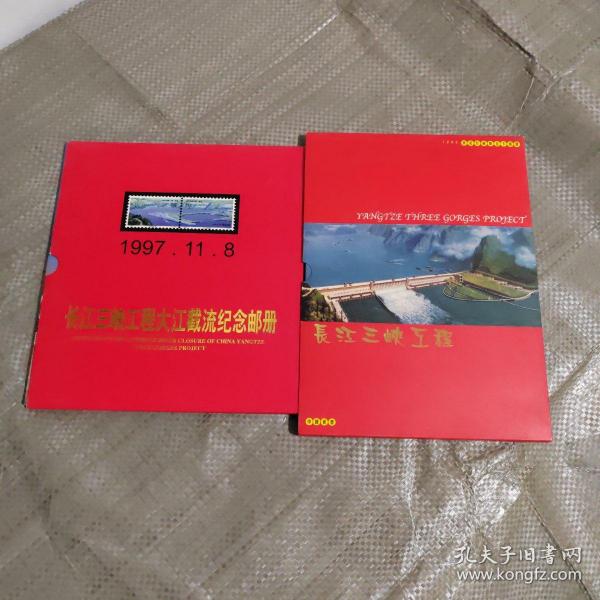 1997.11.8
长江三峡工程大江截流纪念邮册
CLOSURE OF CHINA YANGTZE
PROJECT
YANGTZE THREE GORGES PROJECT
長江三峡工程
孔夫子旧书网
www.kongfz.com